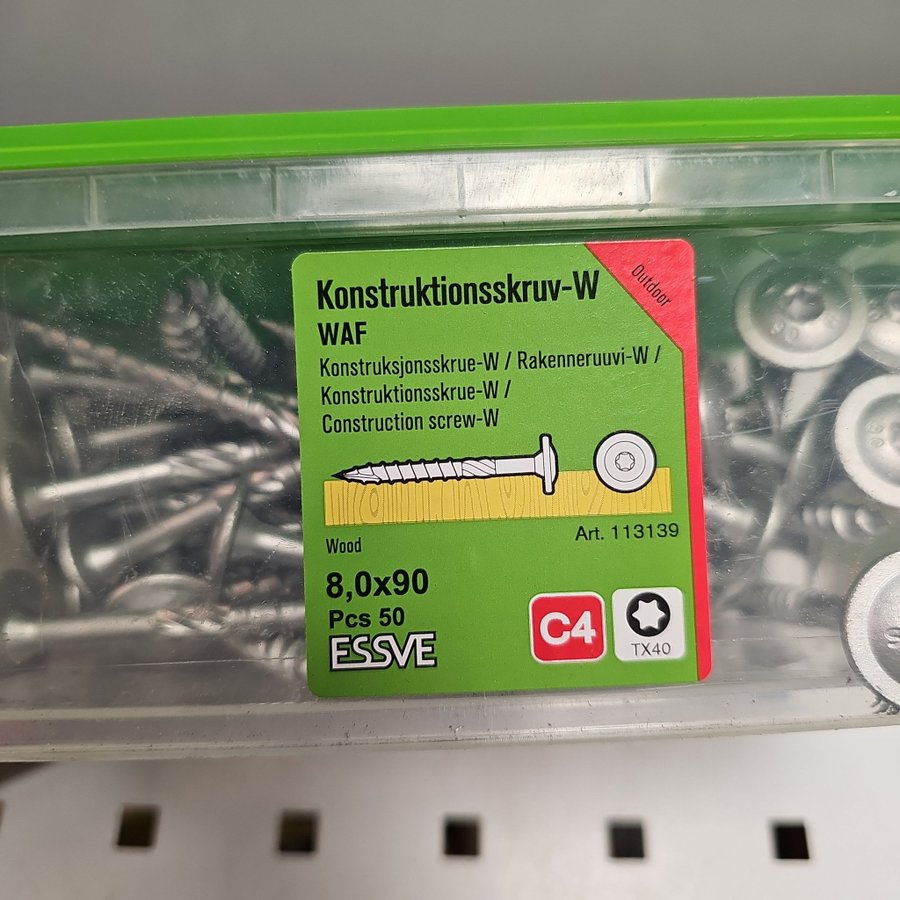 Outdoor
Konstruktionsskruv-W
WAF
Konstruksjonsskrue-W / Rakenneruuvi-W /
Konstruktionsskrue-W /
Construction screw-W
Art. 113139
Wood
8,0x90
Pcs 50
ESSVE
C4
TX40